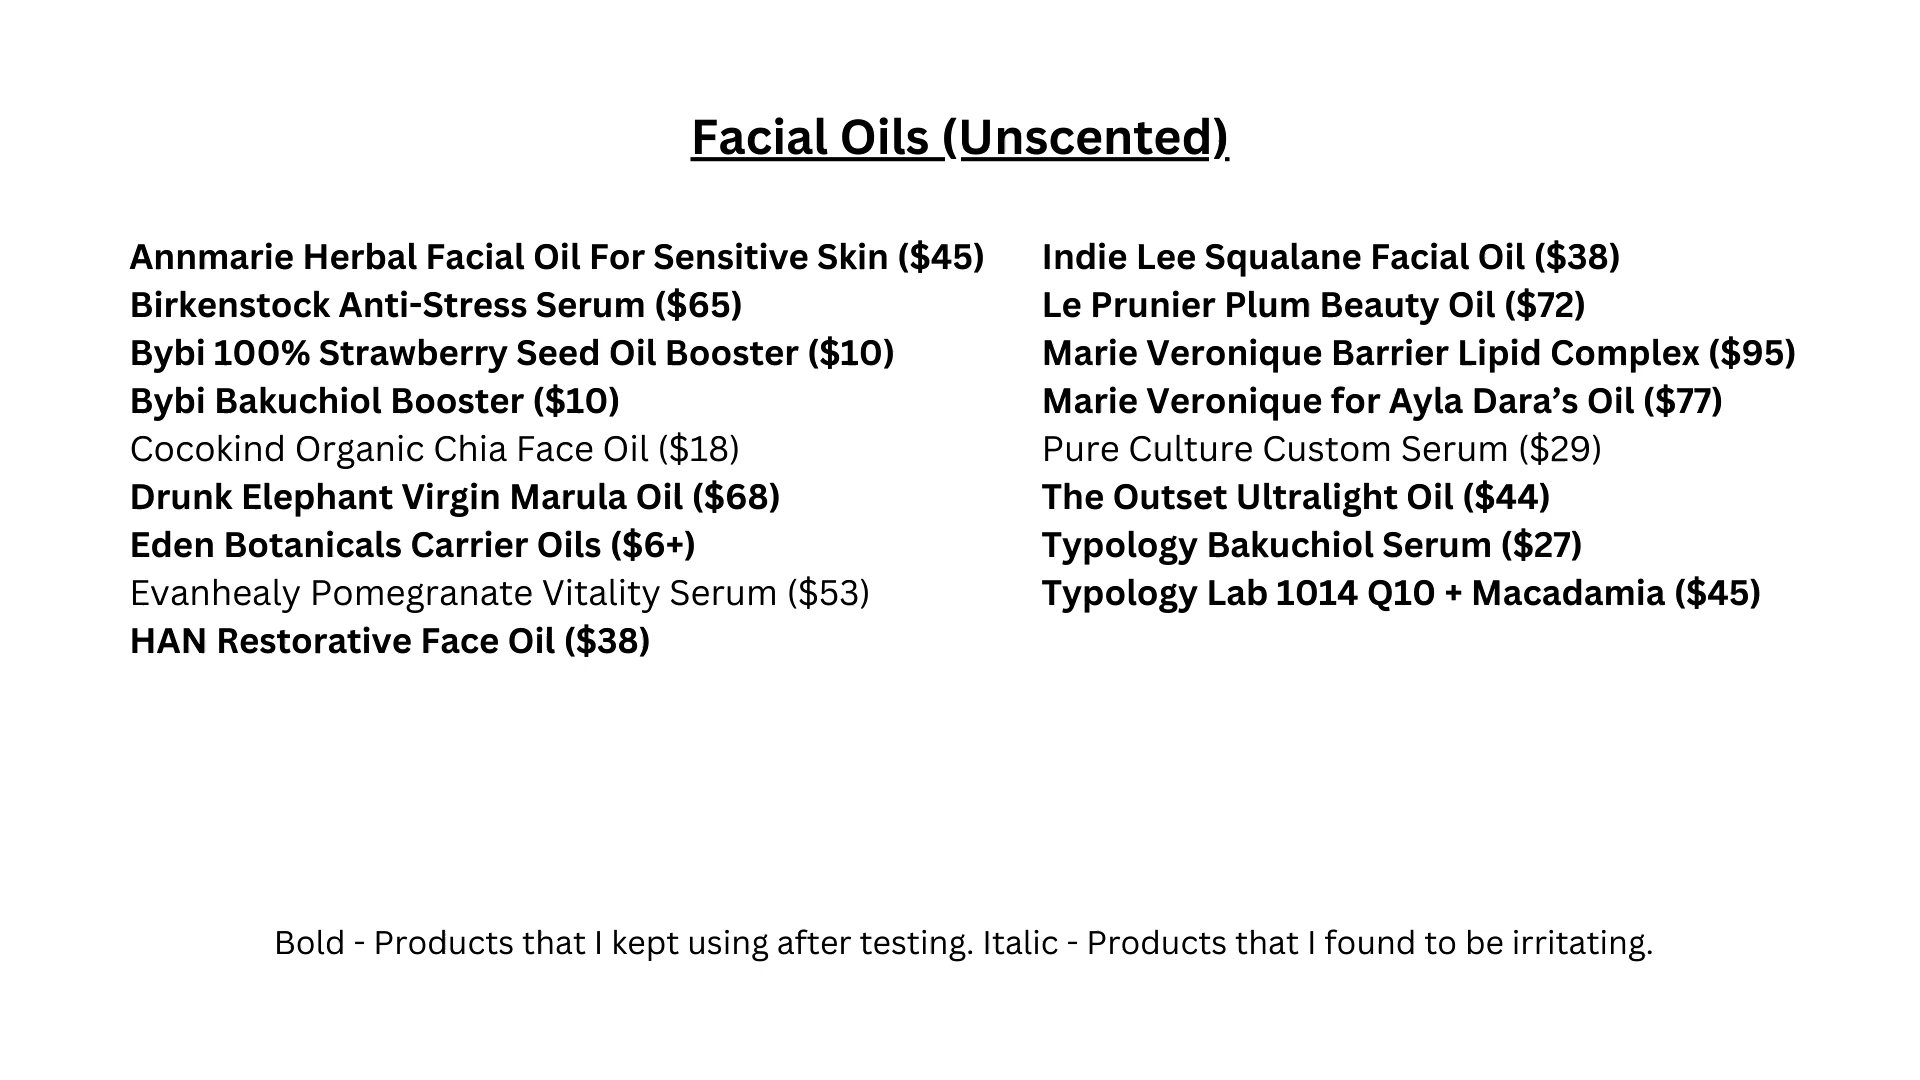 Facial Oils (Unscented)
Annmarie Herbal Facial Oil For Sensitive Skin ($45)
Birkenstock Anti-Stress Serum ($65)
Bybi 100% Strawberry Seed Oil Booster ($10)
Bybi Bakuchiol Booster ($10)
Cocokind Organic Chia Face Oil ($18)
Drunk Elephant Virgin Marula Oil ($68)
Eden Botanicals Carrier Oils ($6+)
Evanhealy Pomegranate Vitality Serum ($53)
HAN Restorative Face Oil ($38)
Indie Lee Squalane Facial Oil ($38)
Le Prunier Plum Beauty Oil ($72)
Marie Veronique Barrier Lipid Complex ($95)
Marie Veronique for Ayla Dara’s Oil ($77)
Pure Culture Custom Serum ($29)
The Outset Ultralight Oil ($44)
Typology Bakuchiol Serum ($27)
Typology Lab 1014 Q10 + Macadamia ($45)
Bold - Products that I kept using after testing. Italic - Products that I found to be irritating.